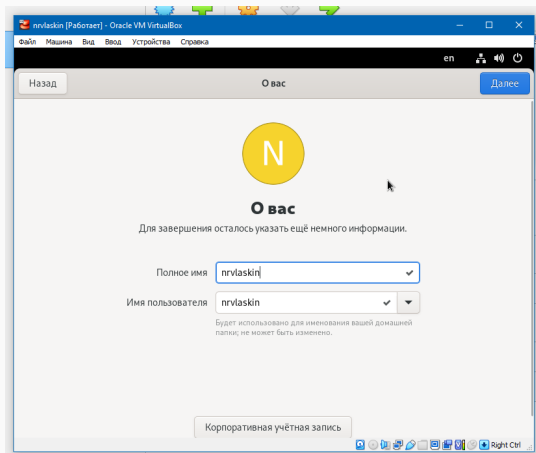 nrvlaskin [Работает] - Oracle VM VirtualBox
Файл Машина Вид Ввод Устройства Справка
en
Назад О вас Далее
N
О вас
Для завершения осталось указать ещё немного информации.
Полное имя nrvlaskin
Имя пользователя nrvlaskin
Будет использовано для именования вашей домашней
папки; не может быть изменено.
Корпоративная учётная запись
Right Ctrl